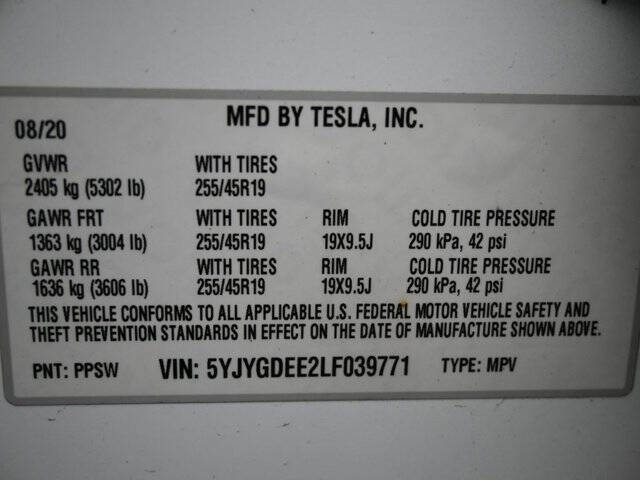 MFD BY TESLA, INC.
08/20
GVWR WITH TIRES
2405 kg (5302 lb) 255/45R19
GAWR FRT WITH TIRES RIM COLD TIRE PRESSURE
1363 kg (3004 lb) 255/45R19 19X9.5J 290 kPa, 42 psi
GAWR RR WITH TIRES RIM COLD TIRE PRESSURE
1636 kg (3606 lb) 255/45R19 19X9.5J 290 kPa, 42 psi
THIS VEHICLE CONFORMS TO ALL APPLICABLE U.S. FEDERAL MOTOR VEHICLE SAFETY AND
THEFT PREVENTION STANDARDS IN EFFECT ON THE DATE OF MANUFACTURE SHOWN ABOVE.
PNT: PPSW VIN: 5YJYGDEE2LF039771 TYPE: MPV